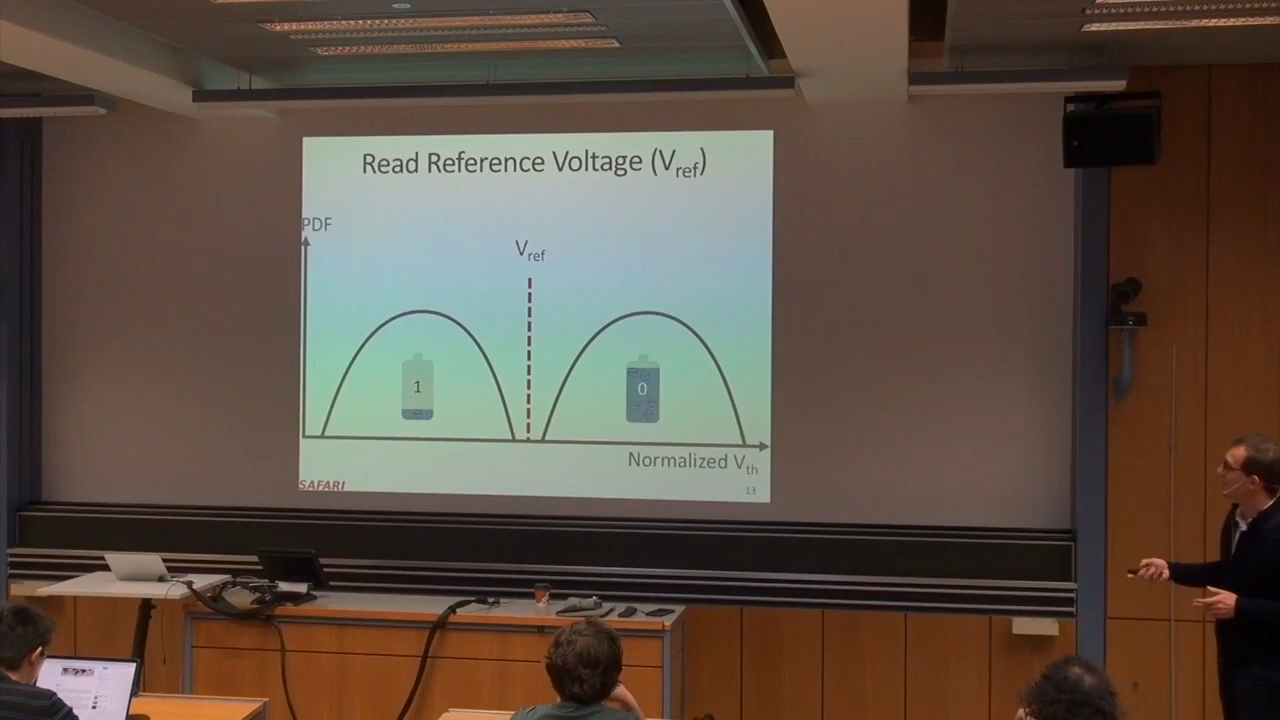 Read Reference Voltage (Vref)
PDF
Vref
1
0
Normalized Vth
SAFARI
13